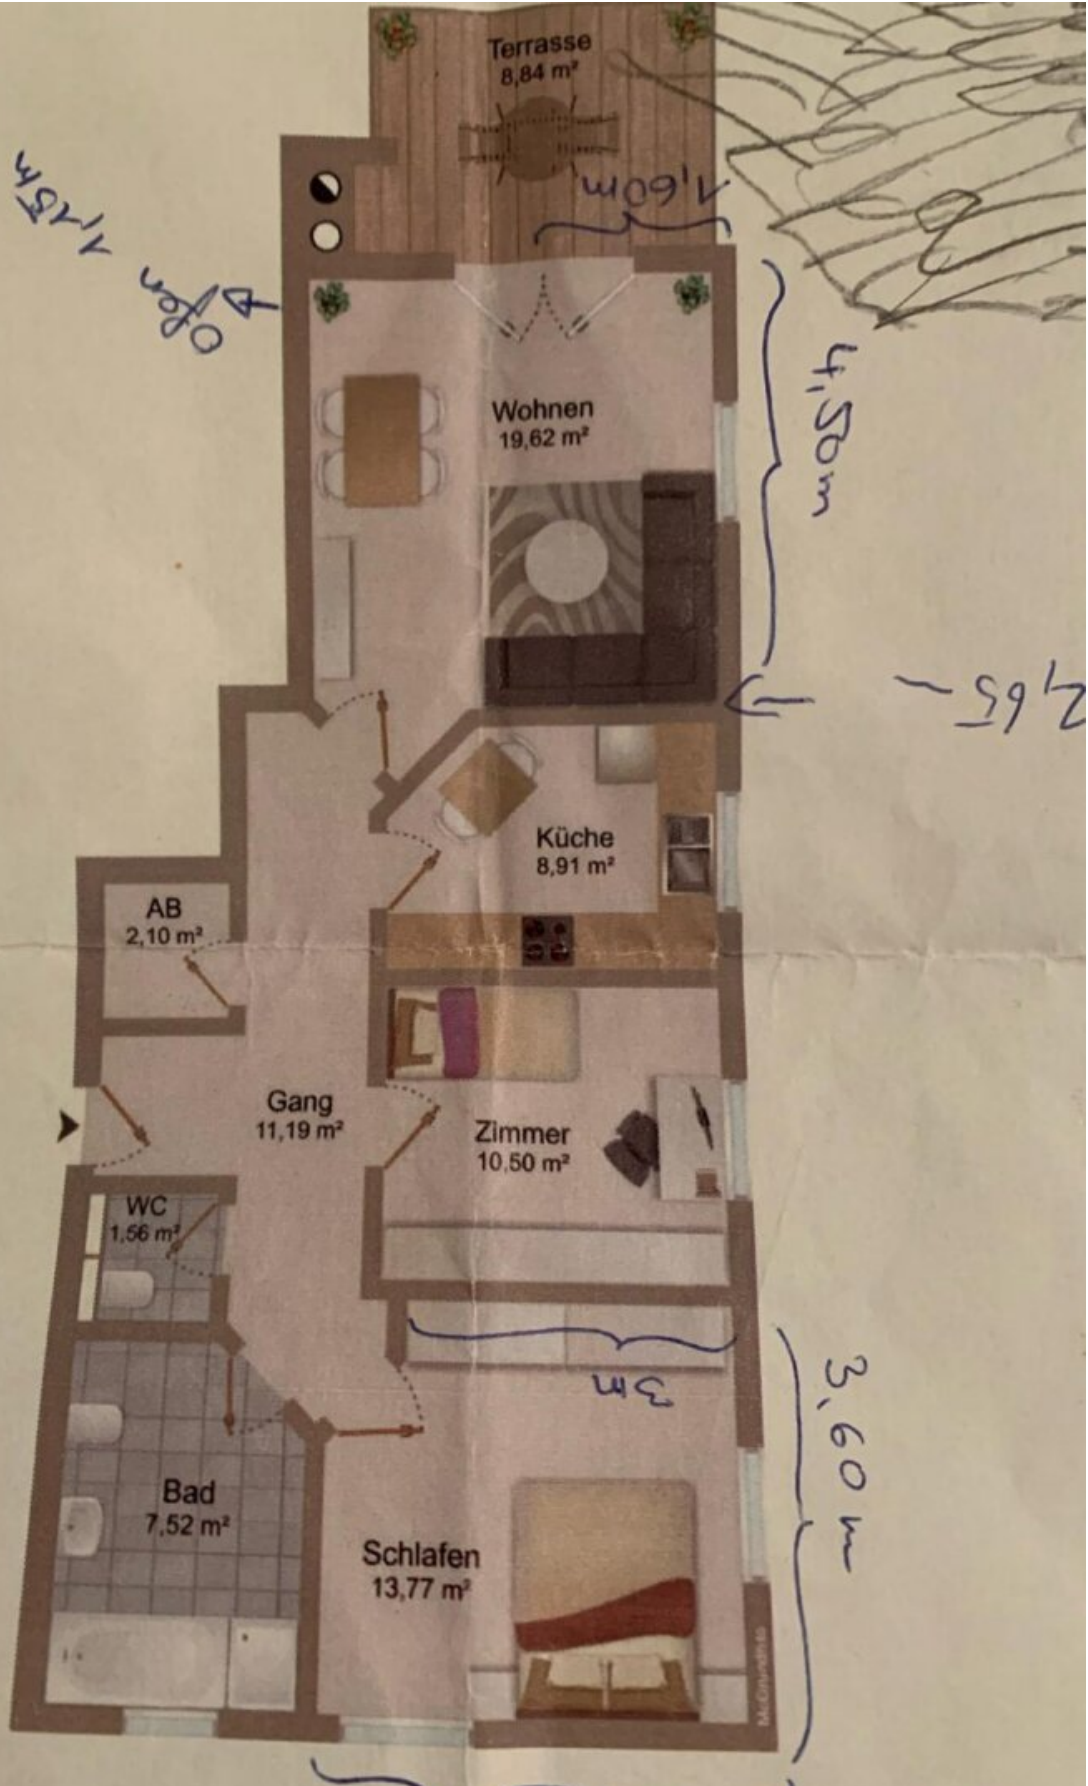 Terrasse
8,84 m²
1,60m
1,15m
Ofen
4,50m
Wohnen
19,62 m²
2,65
Küche
8,91 m²
AB
2,10 m²
Gang
11,19 m²
Zimmer
10,50 m²
WC
1,56 m²
3m
3,60m
Bad
7,52 m²
Schlafen
13,77 m²
McGrundriss